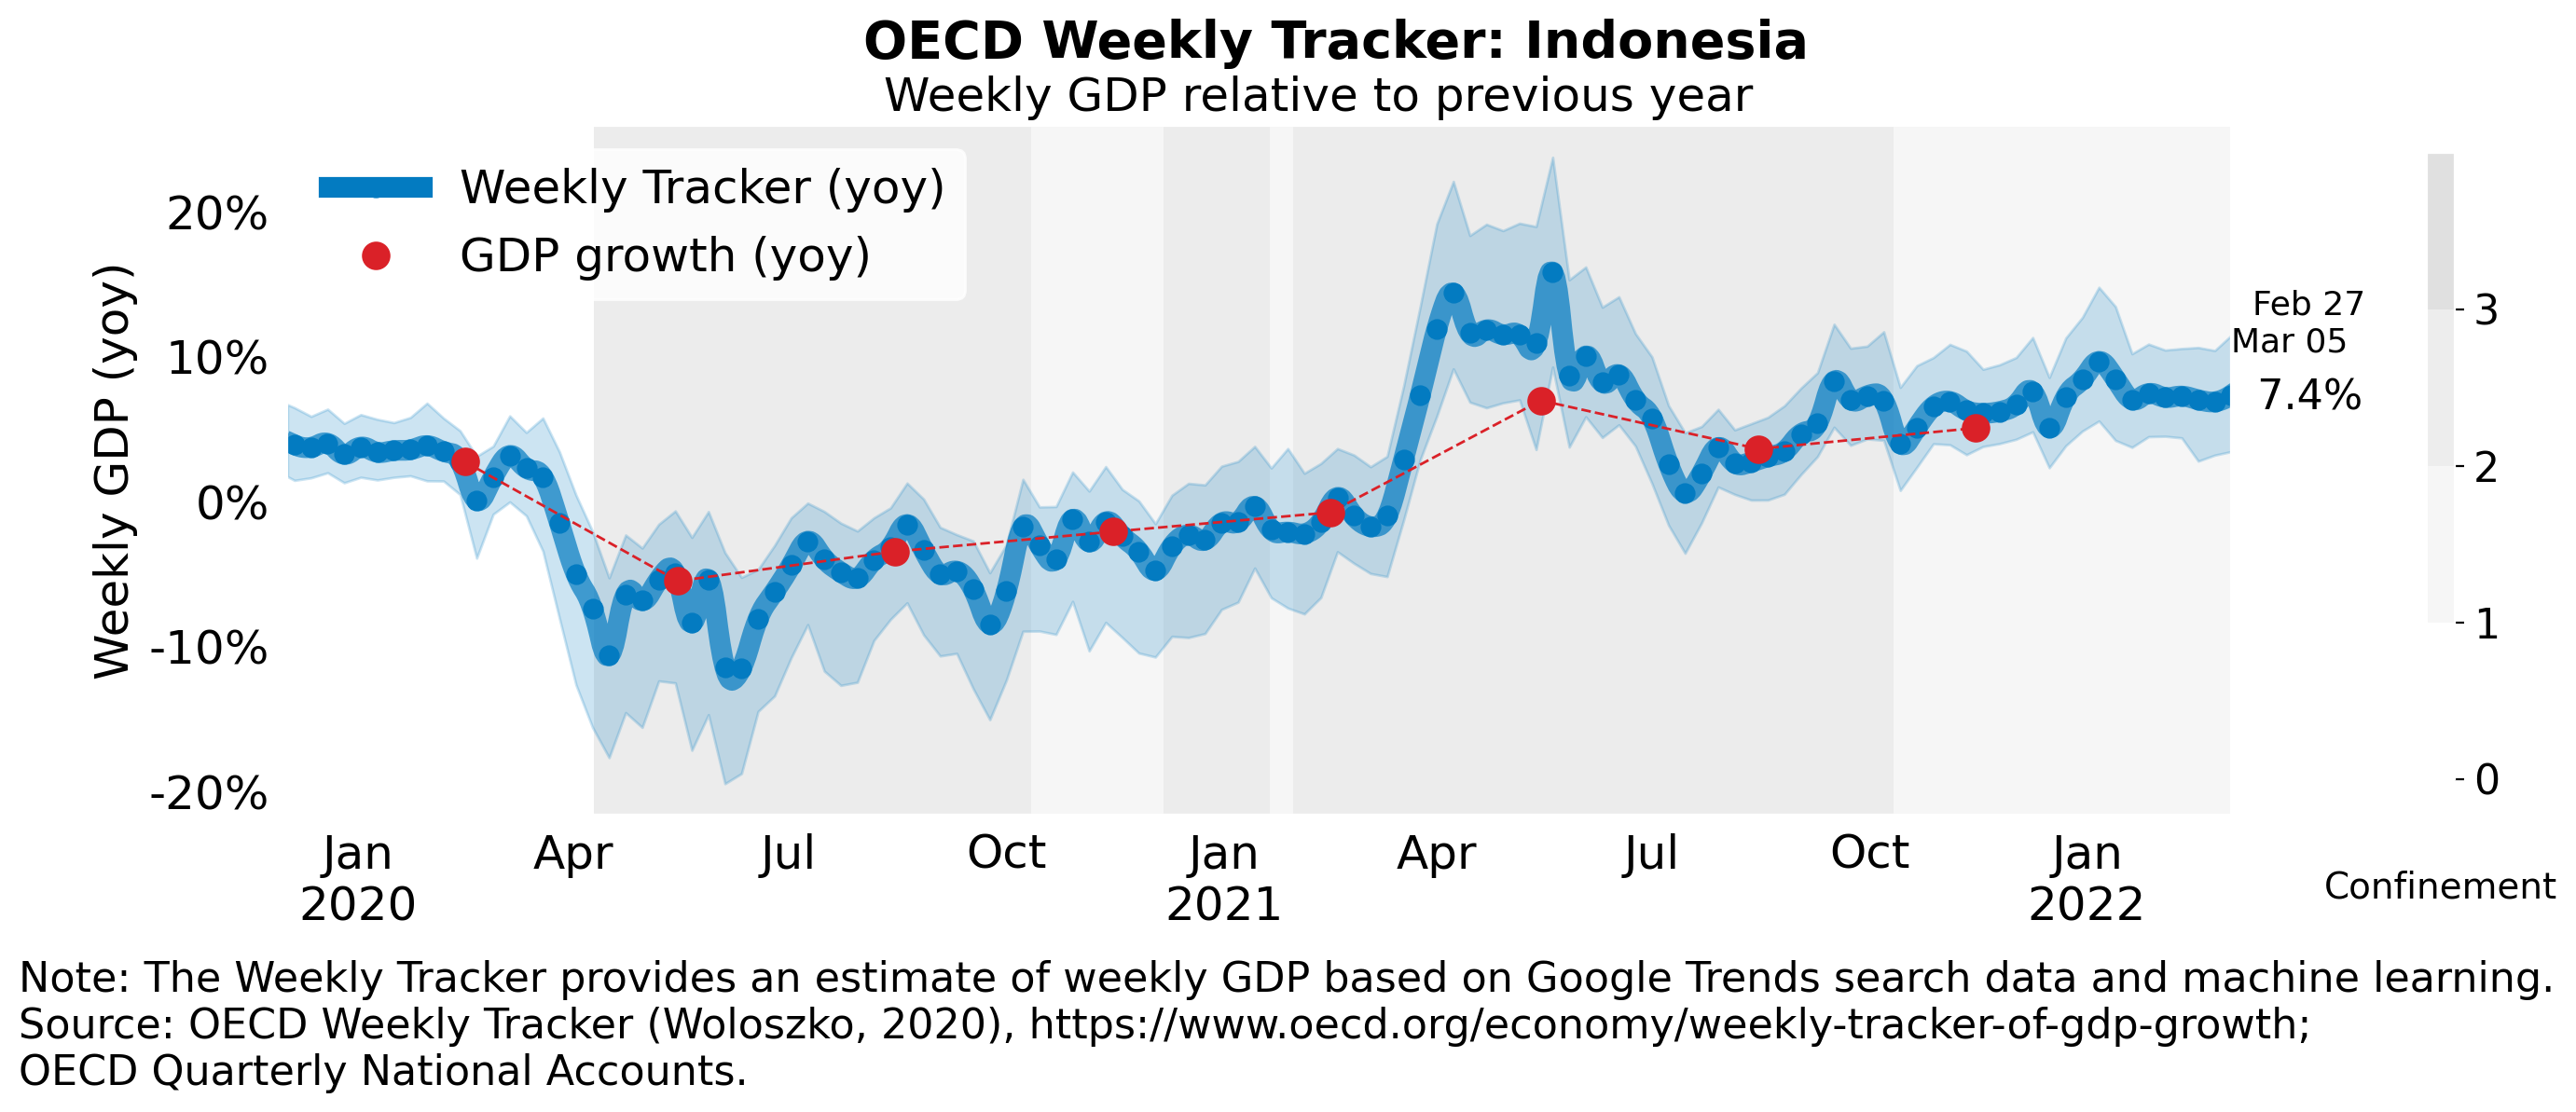 OECD Weekly Tracker: Indonesia
Weekly GDP relative to previous year
Weekly Tracker (yoy)
GDP growth (yoy)
Weekly GDP (yoy)
20%
10%
0%
-10%
-20%
Jan
2020
Apr
Jul
Oct
Jan
2021
Apr
Jul
Oct
Jan
2022
Feb 27
Mar 05
7.4%
3
2
1
0
Confinement
Note: The Weekly Tracker provides an estimate of weekly GDP based on Google Trends search data and machine learning.
Source: OECD Weekly Tracker (Woloszko, 2020), https://www.oecd.org/economy/weekly-tracker-of-gdp-growth;
OECD Quarterly National Accounts.